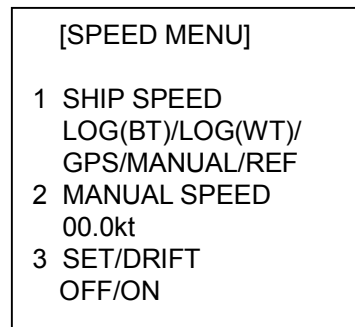 [SPEED MENU]
1 SHIP SPEED
LOG(BT)/LOG(WT)/
GPS/MANUAL/REF
2 MANUAL SPEED
00.0kt
3 SET/DRIFT
OFF/ON